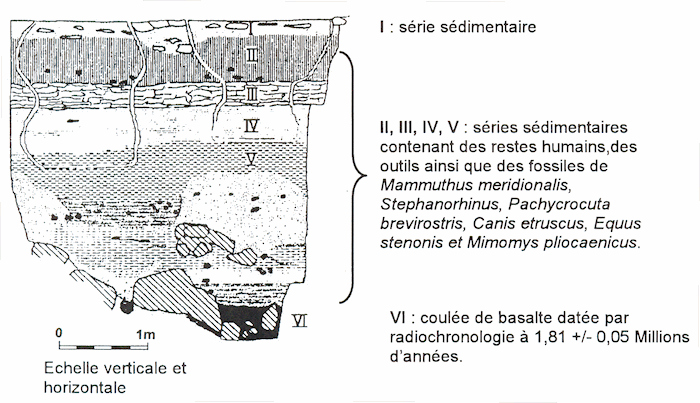 I : série sédimentaire
I
II
III
IV
V
II, III, IV, V : séries sédimentaires
contenant des restes humains,des
outils ainsi que des fossiles de
Mammuthus meridionalis,
Stephanorhinus, Pachycrocuta
brevirostris, Canis etruscus, Equus
stenonis et Mimomys pliocaenicus.
VI
VI : coulée de basalte datée par
radiochronologie à 1,81 +/- 0,05 Millions
d'années.
0 1m
Echelle verticale et
horizontale